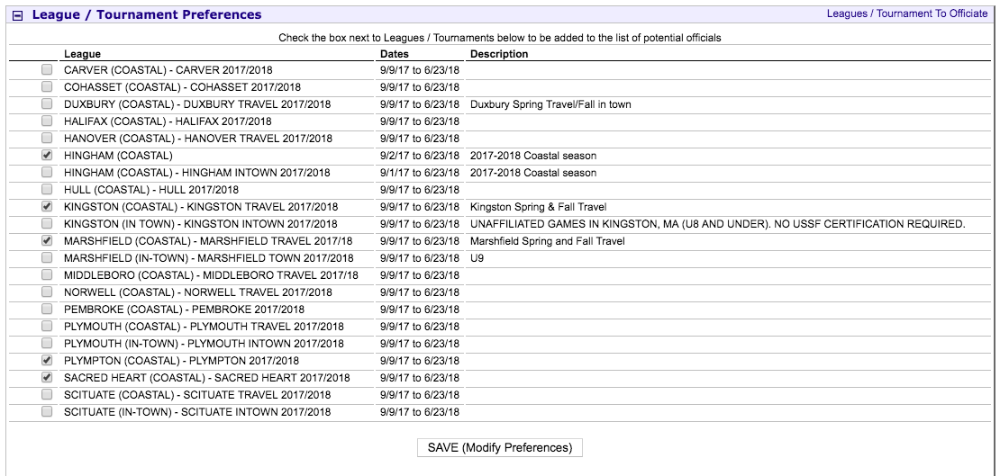 League / Tournament Preferences Leagues / Tournament To Officiate
Check the box next to Leagues / Tournaments below to be added to the list of potential officials
League Dates Description
CARVER (COASTAL) - CARVER 2017/2018 9/9/17 to 6/23/18
COHASSET (COASTAL) - COHASSET 2017/2018 9/9/17 to 6/23/18
DUXBURY (COASTAL) - DUXBURY TRAVEL 2017/2018 9/9/17 to 6/23/18 Duxbury Spring Travel/Fall in town
HALIFAX (COASTAL) - HALIFAX 2017/2018 9/9/17 to 6/23/18
HANOVER (COASTAL) - HANOVER TRAVEL 2017/2018 9/9/17 to 6/23/18
HINGHAM (COASTAL) 9/2/17 to 6/23/18 2017-2018 Coastal season
HINGHAM (COASTAL) - HINGHAM INTOWN 2017/2018 9/1/17 to 6/23/18 2017-2018 Coastal season
HULL (COASTAL) - HULL 2017/2018 9/9/17 to 6/23/18
KINGSTON (COASTAL) - KINGSTON TRAVEL 2017/2018 9/9/17 to 6/23/18 Kingston Spring & Fall Travel
KINGSTON (IN TOWN) - KINGSTON INTOWN 2017/2018 9/9/17 to 6/23/18 UNAFFILIATED GAMES IN KINGSTON, MA (U8 AND UNDER). NO USSF CERTIFICATION REQUIRED.
MARSHFIELD (COASTAL) - MARSHFIELD TRAVEL 2017/18 9/9/17 to 6/23/18 Marshfield Spring and Fall Travel
MARSHFIELD (IN-TOWN) - MARSHFIELD TOWN 2017/2018 9/9/17 to 6/23/18 U9
MIDDLEBORO (COASTAL) - MIDDLEBORO TRAVEL 2017/18 9/9/17 to 6/23/18
NORWELL (COASTAL) - NORWELL TRAVEL 2017/2018 9/9/17 to 6/23/18
PEMBROKE (COASTAL) - PEMBROKE 2017/2018 9/9/17 to 6/23/18
PLYMOUTH (COASTAL) - PLYMOUTH TRAVEL 2017/2018 9/9/17 to 6/23/18
PLYMOUTH (IN-TOWN) - PLYMOUTH INTOWN 2017/2018 9/9/17 to 6/23/18
PLYMPTON (COASTAL) - PLYMPTON 2017/2018 9/9/17 to 6/23/18
SACRED HEART (COASTAL) - SACRED HEART 2017/2018 9/9/17 to 6/23/18
SCITUATE (COASTAL) - SCITUATE TRAVEL 2017/2018 9/9/17 to 6/23/18
SCITUATE (IN-TOWN) - SCITUATE INTOWN 2017/2018 9/9/17 to 6/23/18
SAVE (Modify Preferences)